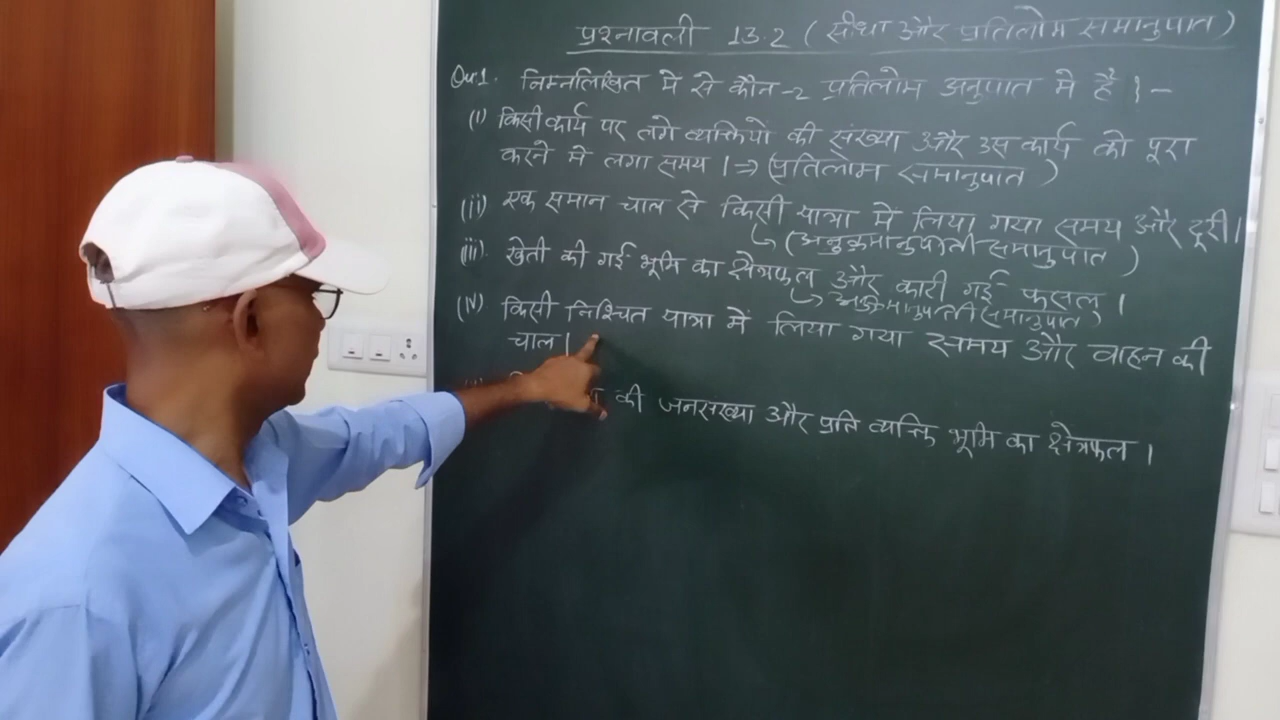 प्रश्नावली 13.2 ( सीधा और प्रतिलोम समानुपात )
Qu1. निम्नलिखित में से कौन-2 प्रतिलोम अनुपात मे है । -
(i) किसी कार्य पर लगे व्यक्तियो की संख्या और उस कार्य को पूरा
करने में लगा समय । ⇒ (प्रतिलोम समानुपात )
(ii) एक समान चाल से किसी यात्रा में लिया गया समय और दूरी ।
↳ (अनुक्रमानुपाती समानुपात )
(iii). खेती की गई भूमि का क्षेत्रफल और काटी गई फसल ।
↳ अनुक्रमानुपाती (समानुपात)
(iv) किसी निश्चित यात्रा में लिया गया समय और वाहन की
चाल ।
की जनसख्या और प्रति व्यक्ति भूमि का क्षेत्रफल ।